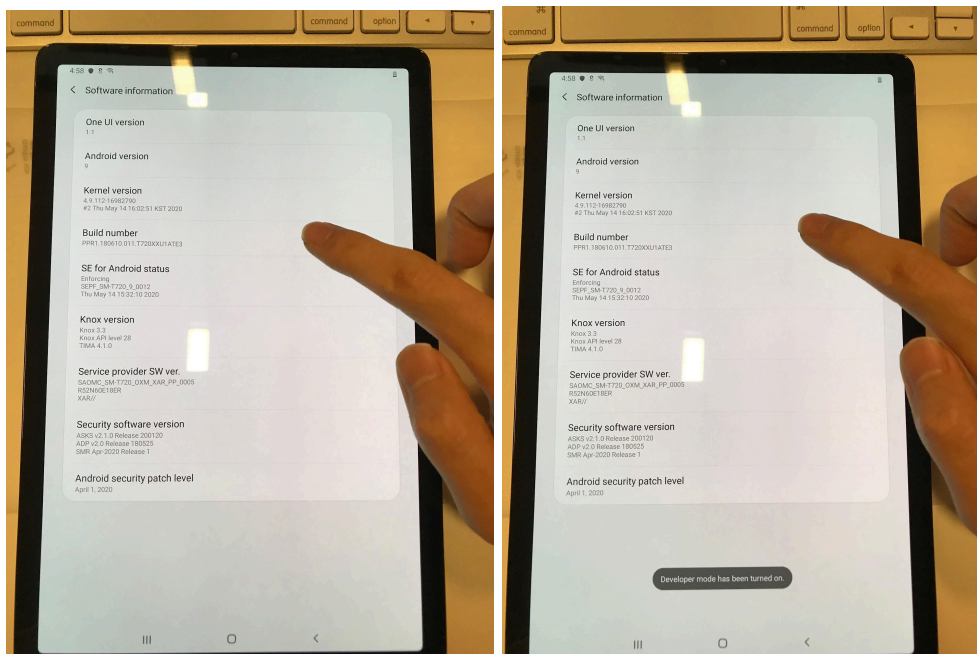 command
command
option
4:58
Software information
One UI version
1.1
Android version
9
Kernel version
4.9.112-16982790
#2 Thu May 14 16:02:51 KST 2020
Build number
PPR1.180610.011.T720XXU1ATE3
SE for Android status
Enforcing
SEPF_SM-T720_9_0012
Thu May 14 15:32:10 2020
Knox version
Knox 3.3
Knox API level 28
TIMA 4.1.0
Service provider SW ver.
SAOMC_SM-T720_OXM_XAR_PP_0005
R52N60E18ER
XAR//
Security software version
ASKS v2.1.0 Release 200120
ADP v2.0 Release 180525
SMR Apr-2020 Release 1
Android security patch level
April 1, 2020
command
command
option
4:58
Software information
One UI version
1.1
Android version
9
Kernel version
4.9.112-16982790
#2 Thu May 14 16:02:51 KST 2020
Build number
PPR1.180610.011.T720XXU1ATE3
SE for Android status
Enforcing
SEPF_SM-T720_9_0012
Thu May 14 15:32:10 2020
Knox version
Knox 3.3
Knox API level 28
TIMA 4.1.0
Service provider SW ver.
SAOMC_SM-T720_OXM_XAR_PP_0005
R52N60E18ER
XAR//
Security software version
ASKS v2.1.0 Release 200120
ADP v2.0 Release 180525
SMR Apr-2020 Release 1
Android security patch level
April 1, 2020
Developer mode has been turned on.